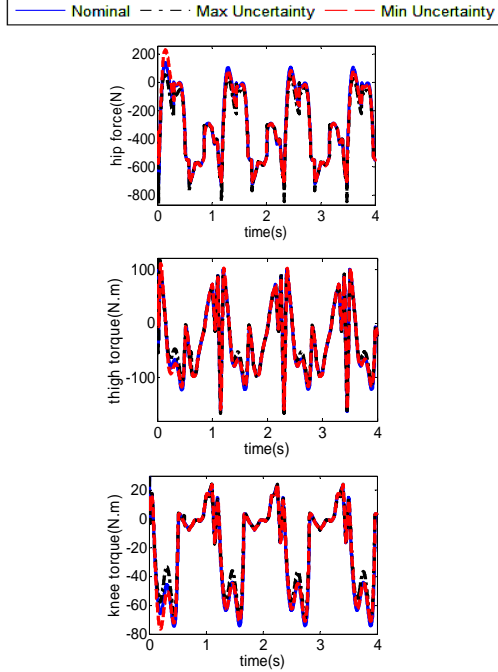 Nominal Max Uncertainty Min Uncertainty
200
0
-200
-400
-600
-800
hip force(N)
0 1 2 3 4
time(s)
100
0
-100
thigh torque(N.m)
0 1 2 3 4
time(s)
20
0
-20
-40
-60
-80
knee torque(N.m)
0 1 2 3 4
time(s)